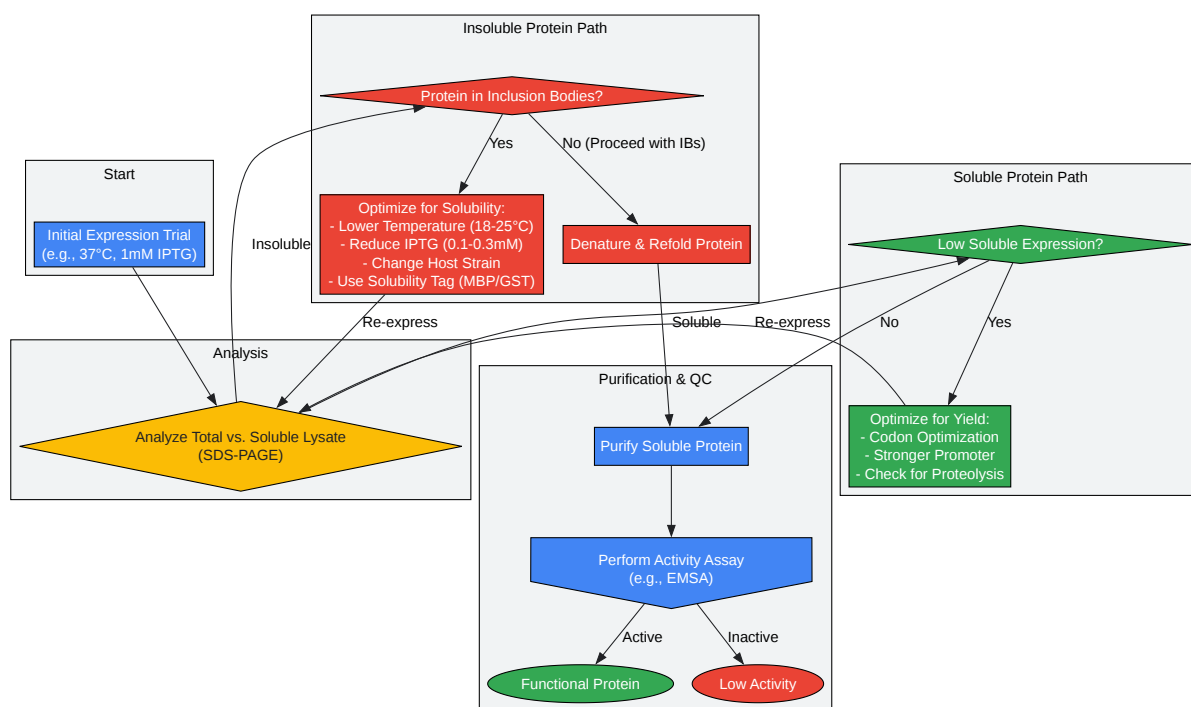 Insoluble Protein Path
Protein in Inclusion Bodies?
Yes
No (Proceed with IBs)
Start
Initial Expression Trial
(e.g., 37°C, 1mM IPTG)
Insoluble
Optimize for Solubility:
- Lower Temperature (18-25°C)
- Reduce IPTG (0.1-0.3mM)
- Change Host Strain
- Use Solubility Tag (MBP/GST)
Denature & Refold Protein
Soluble Protein Path
Low Soluble Expression?
Re-express
Soluble
Re-express
No
Yes
Analysis
Analyze Total vs. Soluble Lysate
(SDS-PAGE)
Purification & QC
Purify Soluble Protein
Optimize for Yield:
- Codon Optimization
- Stronger Promoter
- Check for Proteolysis
Perform Activity Assay
(e.g., EMSA)
Active
Inactive
Functional Protein
Low Activity